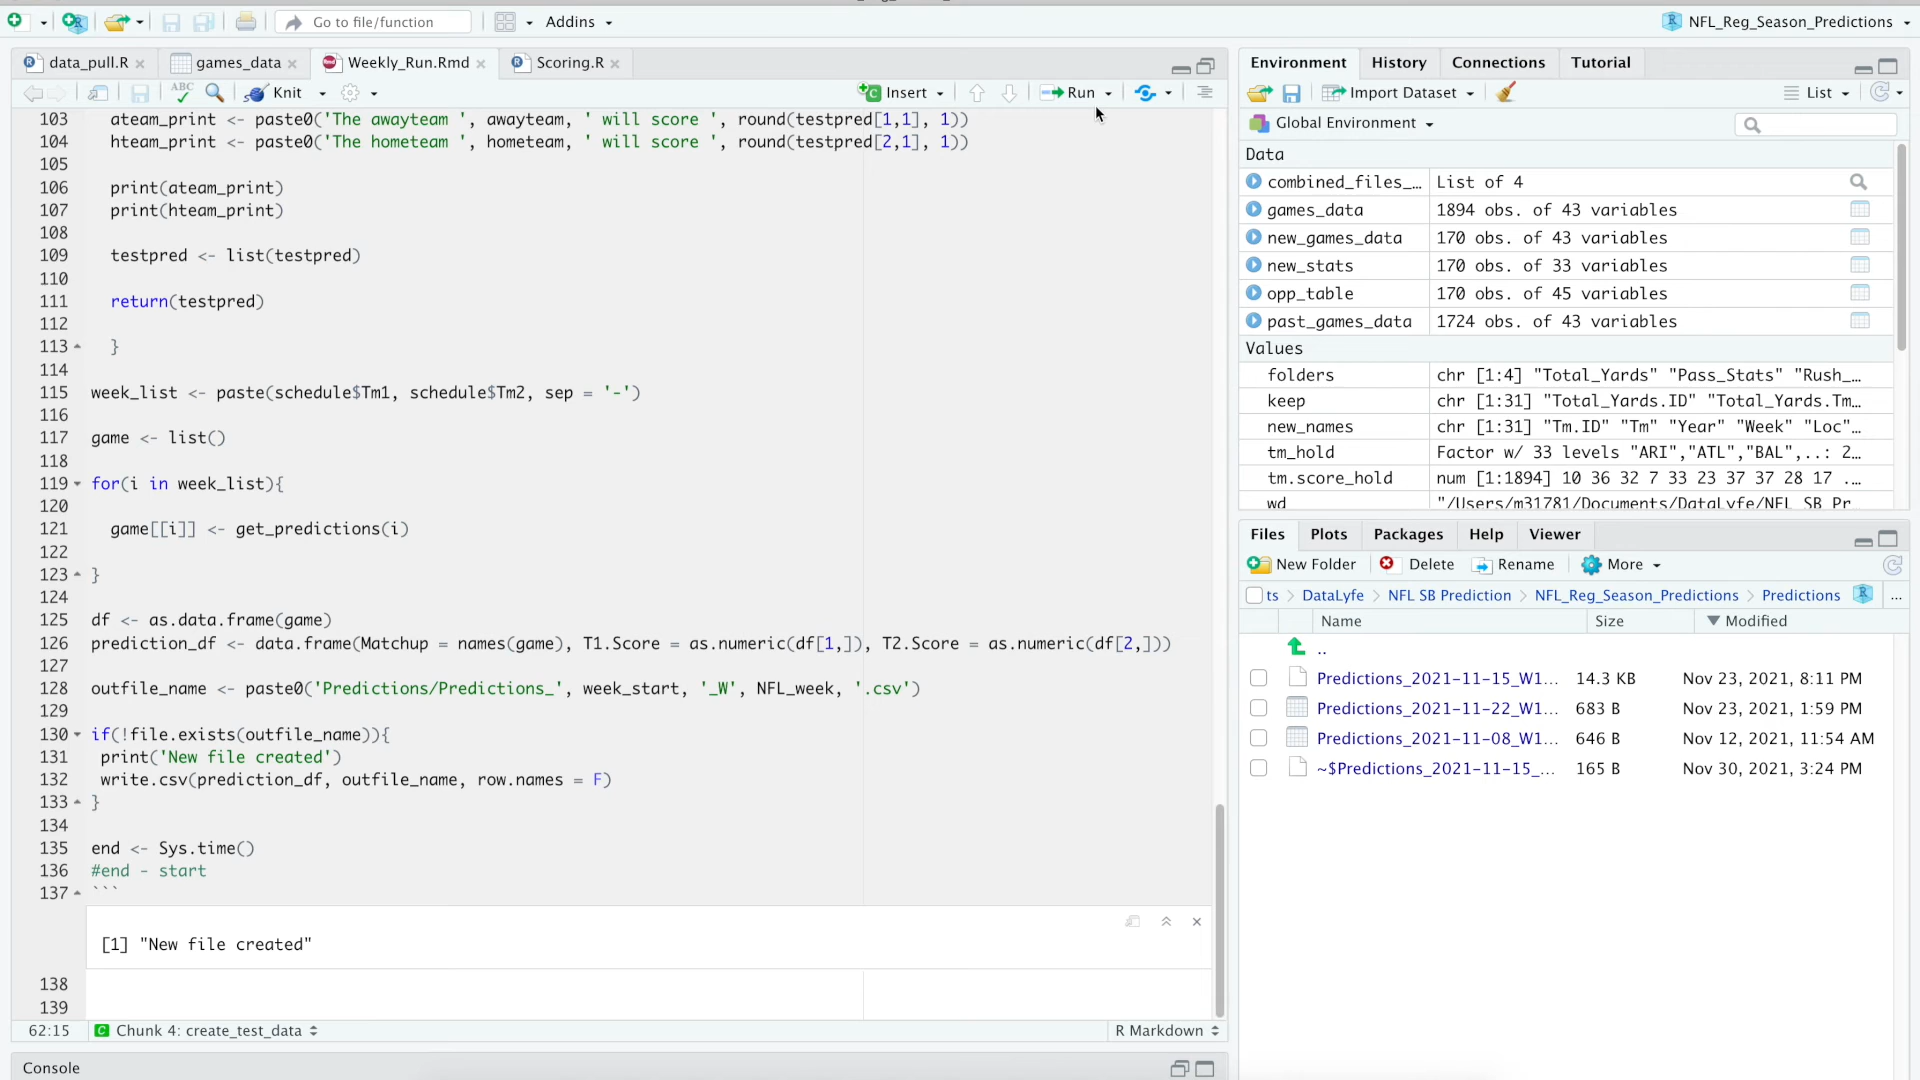 Go to file/function
Addins
NFL_Reg_Season_Predictions
data_pull.R
games_data
Weekly_Run.Rmd
Scoring.R
ABC
Knit
Insert
Run
103 ateam_print <- paste0('The awayteam ', awayteam, ' will score ', round(testpred[1,1], 1))
104 hteam_print <- paste0('The hometeam ', hometeam, ' will score ', round(testpred[2,1], 1))
105
106 print(ateam_print)
107 print(hteam_print)
108
109 testpred <- list(testpred)
110
111 return(testpred)
112
113 }
114
115 week_list <- paste(schedule$Tm1, schedule$Tm2, sep = '-')
116
117 game <- list()
118
119 for(i in week_list){
120
121 game[[i]] <- get_predictions(i)
122
123 }
124
125 df <- as.data.frame(game)
126 prediction_df <- data.frame(Matchup = names(game), T1.Score = as.numeric(df[1,]), T2.Score = as.numeric(df[2,]))
127
128 outfile_name <- paste0('Predictions/Predictions_', week_start, '_W', NFL_week, '.csv')
129
130 if(!file.exists(outfile_name)){
131 print('New file created')
132 write.csv(prediction_df, outfile_name, row.names = F)
133 }
134
135 end <- Sys.time()
136 #end - start
137 ```
[1] "New file created"
138
139
62:15 Chunk 4: create_test_data R Markdown
Console
Environment History Connections Tutorial
Import Dataset List
Global Environment
Data
combined_files_… List of 4
games_data 1894 obs. of 43 variables
new_games_data 170 obs. of 43 variables
new_stats 170 obs. of 33 variables
opp_table 170 obs. of 45 variables
past_games_data 1724 obs. of 43 variables
Values
folders chr [1:4] "Total_Yards" "Pass_Stats" "Rush_…
keep chr [1:31] "Total_Yards.ID" "Total_Yards.Tm…
new_names chr [1:31] "Tm.ID" "Tm" "Year" "Week" "Loc"…
tm_hold Factor w/ 33 levels "ARI","ATL","BAL",..: 2…
tm.score_hold num [1:1894] 10 36 32 7 33 23 37 37 28 17 .…
wd "/Users/m31781/Documents/DataLyfe/NFL SB Pr…
Files Plots Packages Help Viewer
New Folder Delete Rename More
ts > DataLyfe > NFL SB Prediction > NFL_Reg_Season_Predictions > Predictions ...
Name Size Modified
..
Predictions_2021-11-15_W1... 14.3 KB Nov 23, 2021, 8:11 PM
Predictions_2021-11-22_W1... 683 B Nov 23, 2021, 1:59 PM
Predictions_2021-11-08_W1... 646 B Nov 12, 2021, 11:54 AM
~$Predictions_2021-11-15_... 165 B Nov 30, 2021, 3:24 PM